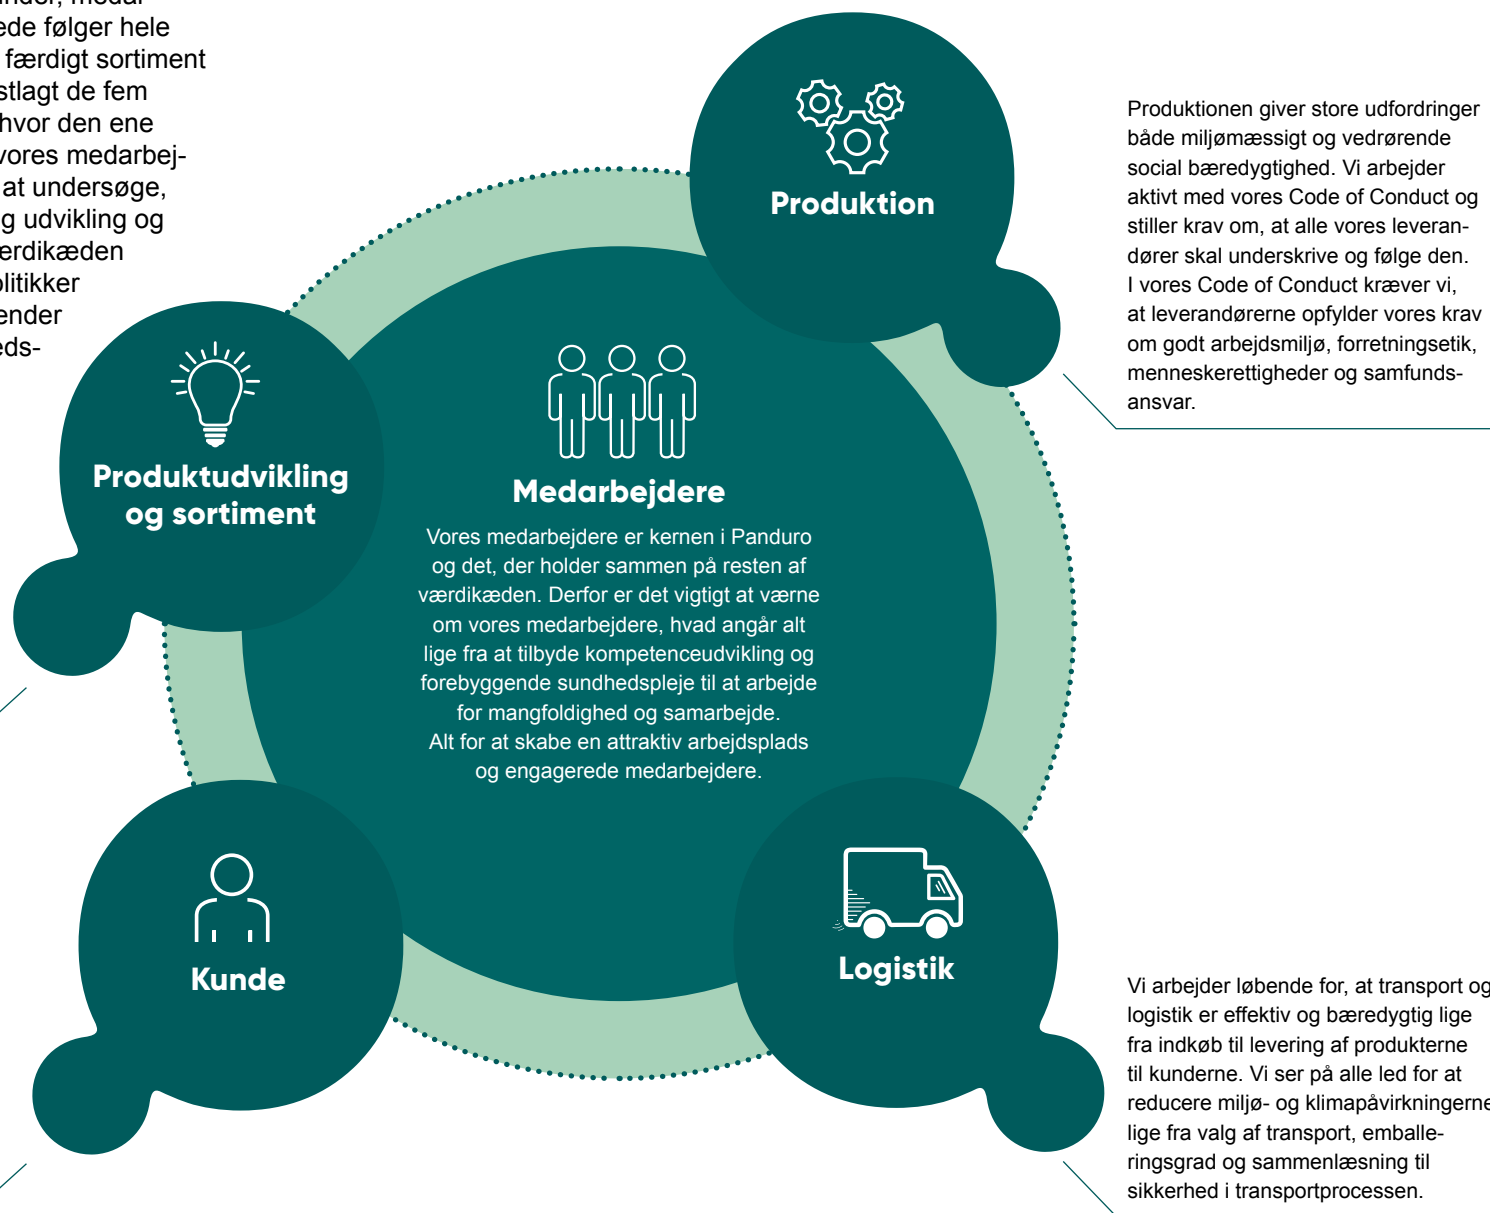 ede følger hele
færdigt sortiment
stlagt de fem
hvor den ene
vores medarbej-
at undersøge,
g udvikling og
ærdikæden
olitikker
ender
eds-
Produktion
Produktionen giver store udfordringer
både miljømæssigt og vedrørende
social bæredygtighed. Vi arbejder
aktivt med vores Code of Conduct og
stiller krav om, at alle vores leveran-
dører skal underskrive og følge den.
I vores Code of Conduct kræver vi,
at leverandørerne opfylder vores krav
om godt arbejdsmiljø, forretningsetik,
menneskerettigheder og samfunds-
ansvar.
Produktudvikling
og sortiment
Medarbejdere
Vores medarbejdere er kernen i Panduro
og det, der holder sammen på resten af
værdikæden. Derfor er det vigtigt at værne
om vores medarbejdere, hvad angår alt
lige fra at tilbyde kompetenceudvikling og
forebyggende sundhedspleje til at arbejde
for mangfoldighed og samarbejde.
Alt for at skabe en attraktiv arbejdsplads
og engagerede medarbejdere.
Kunde
Logistik
Vi arbejder løbende for, at transport og
logistik er effektiv og bæredygtig lige
fra indkøb til levering af produkterne
til kunderne. Vi ser på alle led for at
reducere miljø- og klimapåvirkningerne
lige fra valg af transport, emballe-
ringsgrad og sammenlæsning til
sikkerhed i transportprocessen.